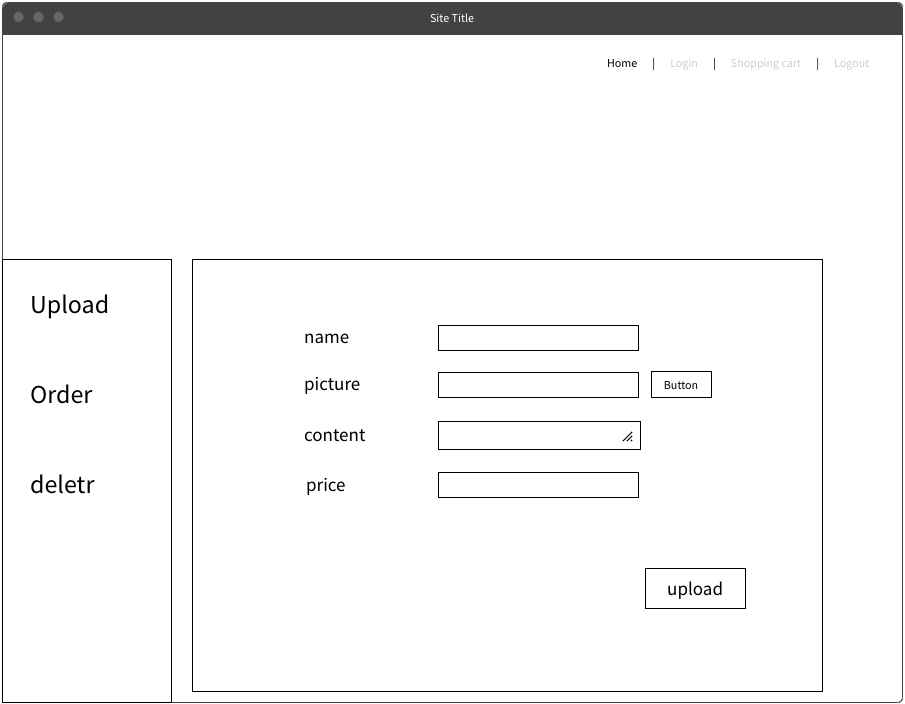 Site Title
Home | Login | Shopping cart | Logout
Upload
Order
deletr
name
picture
Button
content
price
upload